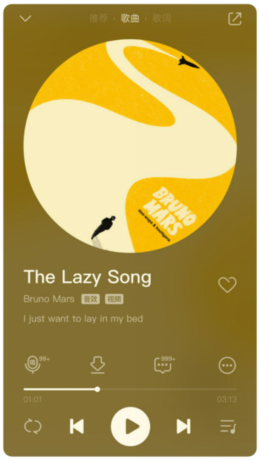 推荐 · 歌曲 · 歌词
BRUNO
MARS
The Lazy Song
Bruno Mars 音效 视频
I just want to lay in my bed
99+
999+
01:01
03:13